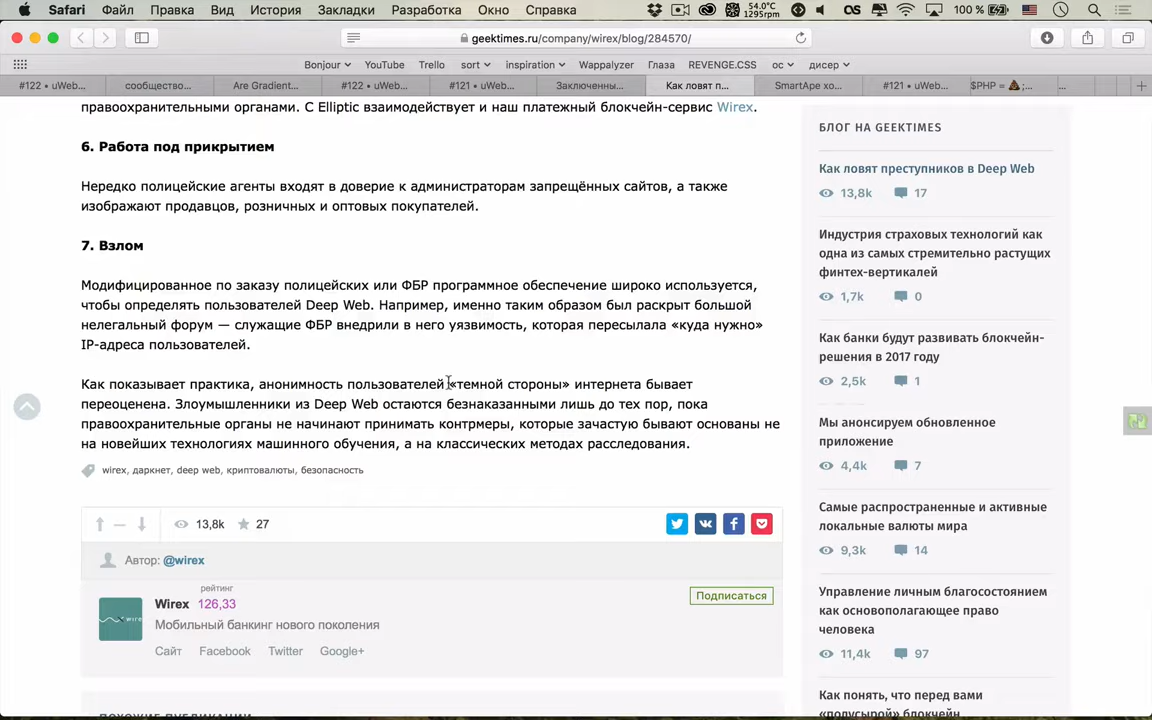 Safari Файл Правка Вид История Закладки Разработка Окно Справка 54.0°C 1295rpm 100 %
geektimes.ru/company/wirex/blog/284570/
Bonjour YouTube Trello sort inspiration Wappalyzer Глаза REVENGE.CSS ос дисер
#122 – uWeb... сообщество... Are Gradient... #122 – uWeb... #121 – uWeb... Заключенны... Как ловят п... SmartApe хо... #121 – uWeb... $PHP = 💩;... ...
правоохранительными органами. С Elliptic взаимодействует и наш платежный блокчейн-сервис Wirex.
6. Работа под прикрытием
Нередко полицейские агенты входят в доверие к администраторам запрещённых сайтов, а также
изображают продавцов, розничных и оптовых покупателей.
7. Взлом
Модифицированное по заказу полицейских или ФБР программное обеспечение широко используется,
чтобы определять пользователей Deep Web. Например, именно таким образом был раскрыт большой
нелегальный форум — служащие ФБР внедрили в него уязвимость, которая пересылала «куда нужно»
IP-адреса пользователей.
Как показывает практика, анонимность пользователей «темной стороны» интернета бывает
переоценена. Злоумышленники из Deep Web остаются безнаказанными лишь до тех пор, пока
правоохранительные органы не начинают принимать контрмеры, которые зачастую бывают основаны не
на новейших технологиях машинного обучения, а на классических методах расследования.
wirex, даркнет, deep web, криптовалюты, безопасность
13,8k 27
Автор: @wirex
рейтинг
Wirex 126,33
Подписаться
Мобильный банкинг нового поколения
Сайт Facebook Twitter Google+
ПОХОЖИЕ ПУБЛИКАЦИИ
БЛОГ НА GEEKTIMES
Как ловят преступников в Deep Web
13,8k 17
Индустрия страховых технологий как
одна из самых стремительно растущих
финтех-вертикалей
1,7k 0
Как банки будут развивать блокчейн-
решения в 2017 году
2,5k 1
Мы анонсируем обновленное
приложение
4,4k 7
Самые распространенные и активные
локальные валюты мира
9,3k 14
Управление личным благосостоянием
как основополагающее право
человека
11,4k 97
Как понять, что перед вами
«полусырой» блокчейн